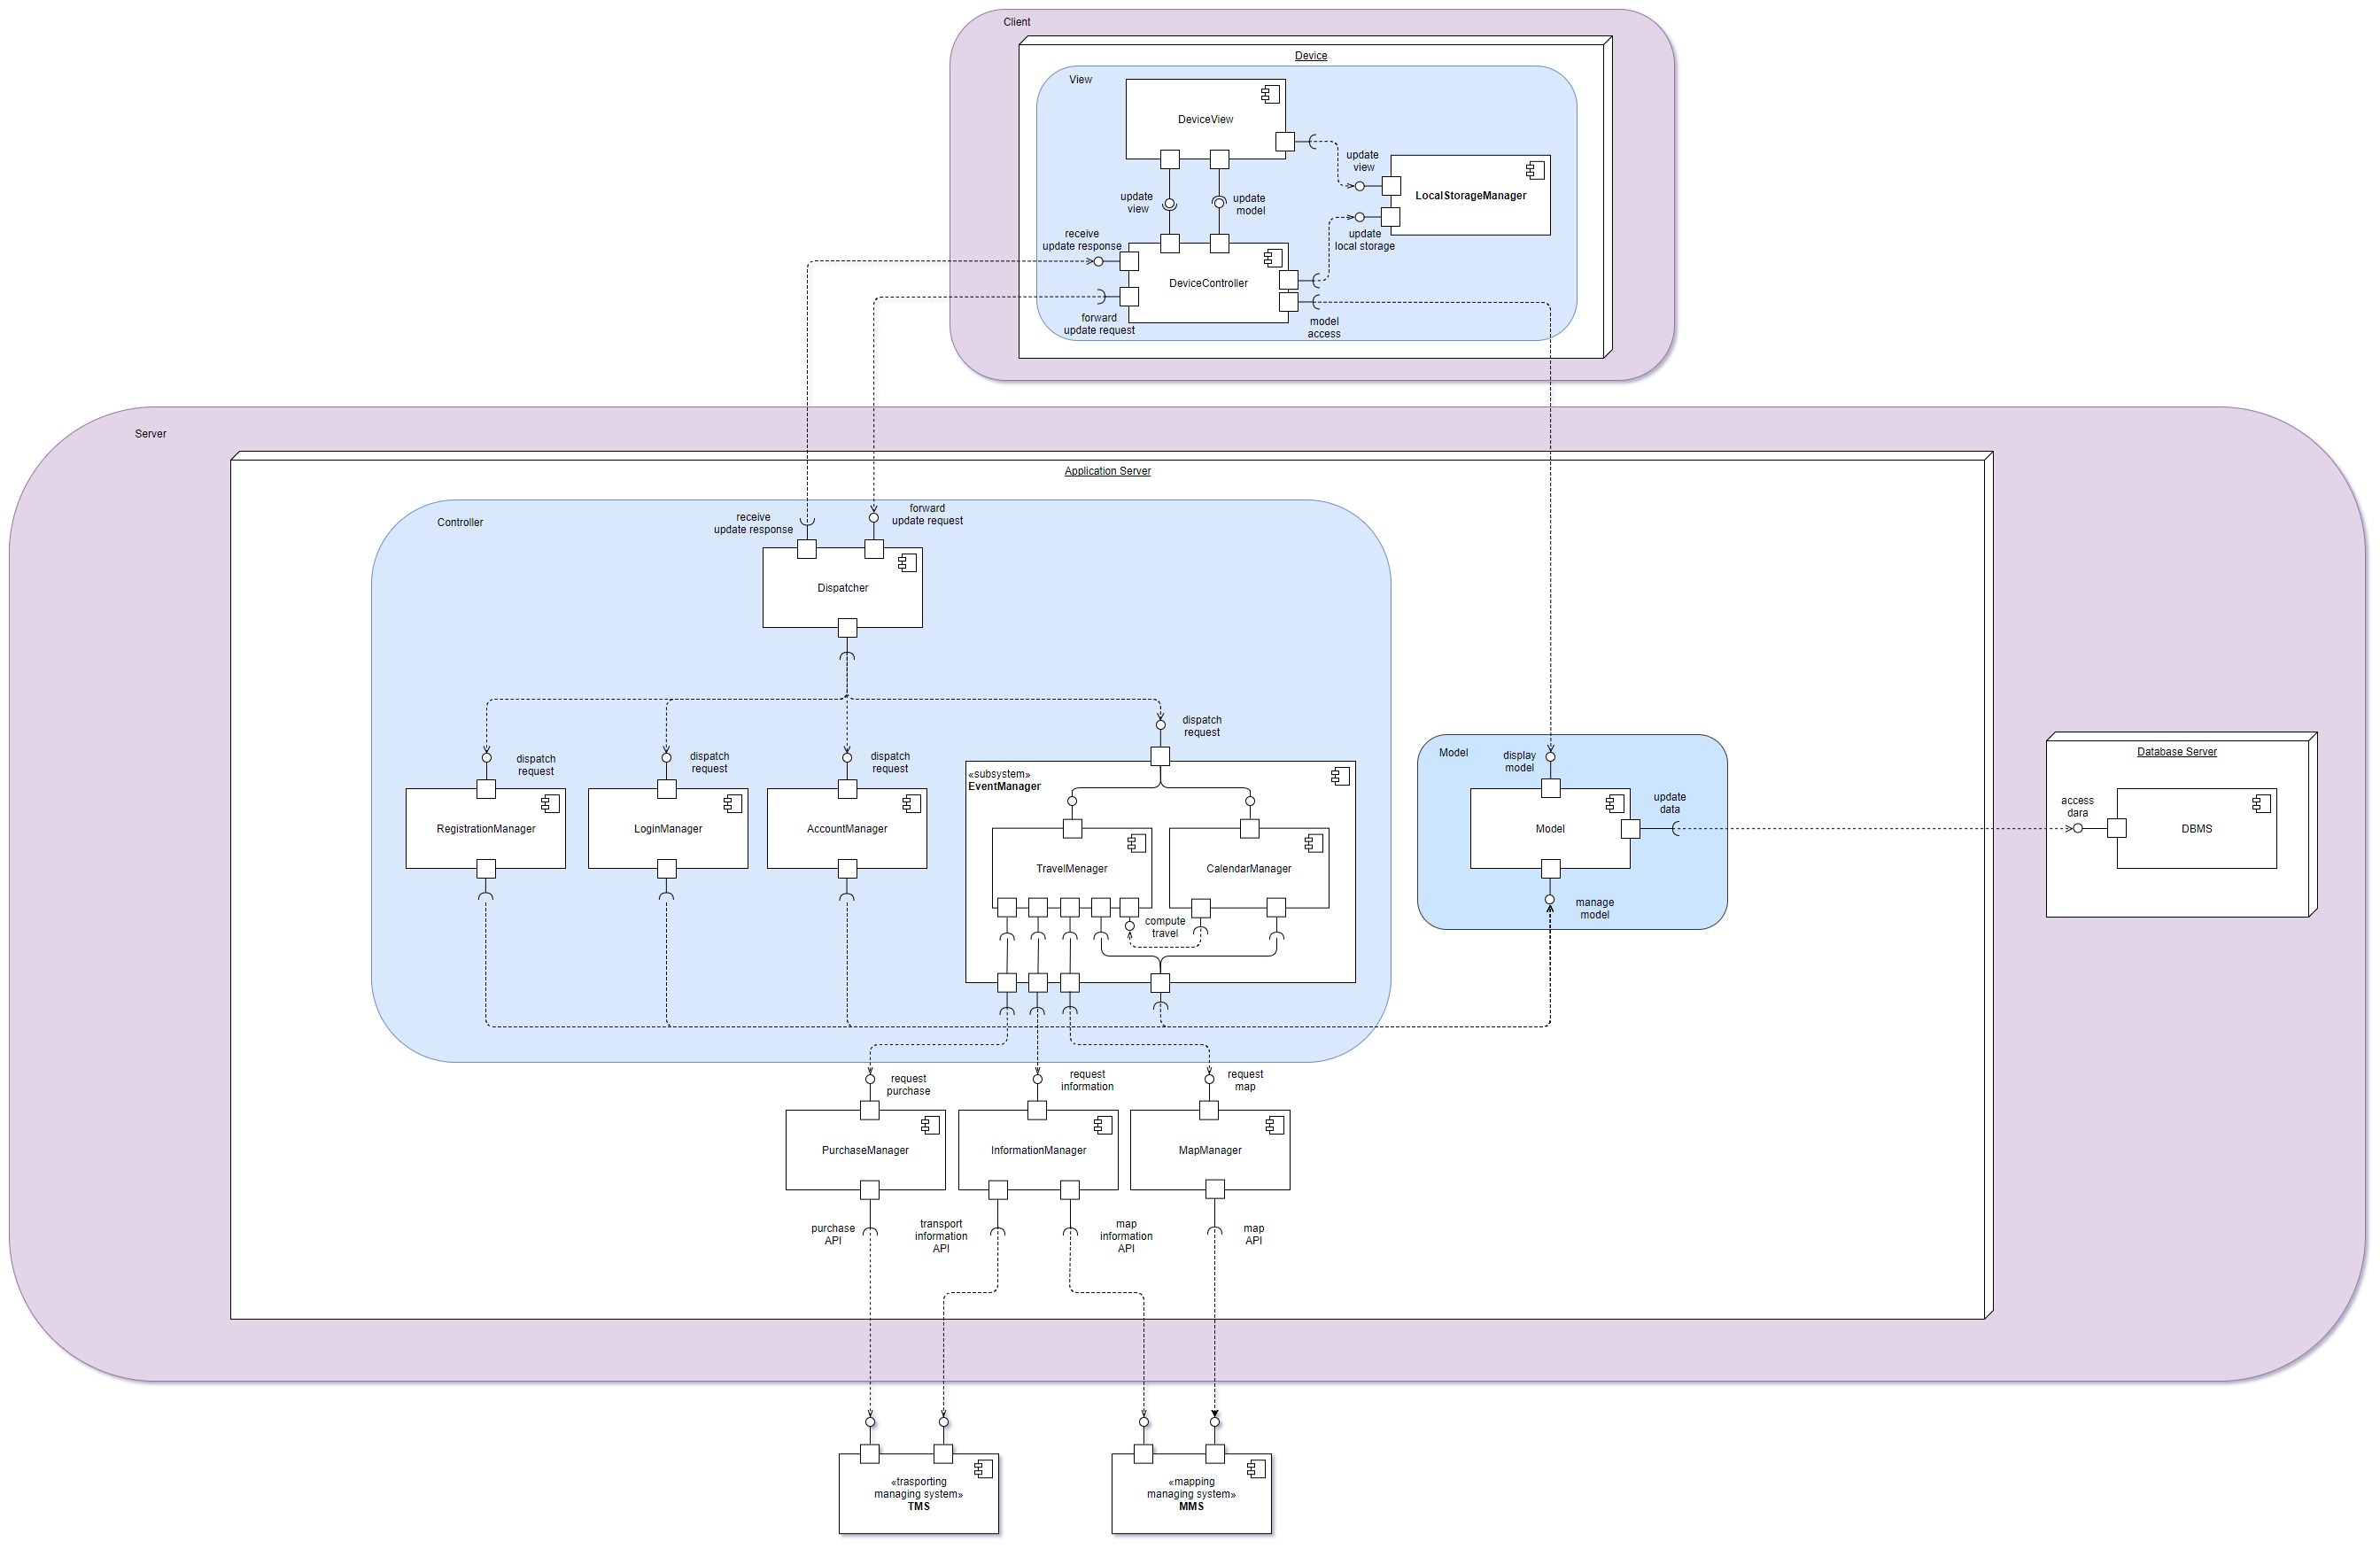 Client
Device
View
DeviceView
update
view
LocalStorageManager
update
view
update
model
receive
update response
update
local storage
DeviceController
forward
update request
model
access
Server
Application Server
Controller
receive
update response
forward
update request
Dispatcher
dispatch
request
dispatch
request
dispatch
request
dispatch
request
RegistrationManager
LoginManager
AccountManager
«subsystem»
EventManager
TravelMenager
CalendarManager
compute
travel
Model
display
model
Model
update
data
manage
model
Database Server
access
dara
DBMS
request
purchase
request
information
request
map
PurchaseManager
InformationManager
MapManager
purchase
API
transport
information
API
map
information
API
map
API
«trasporting
managing system»
TMS
«mapping
managing system»
MMS